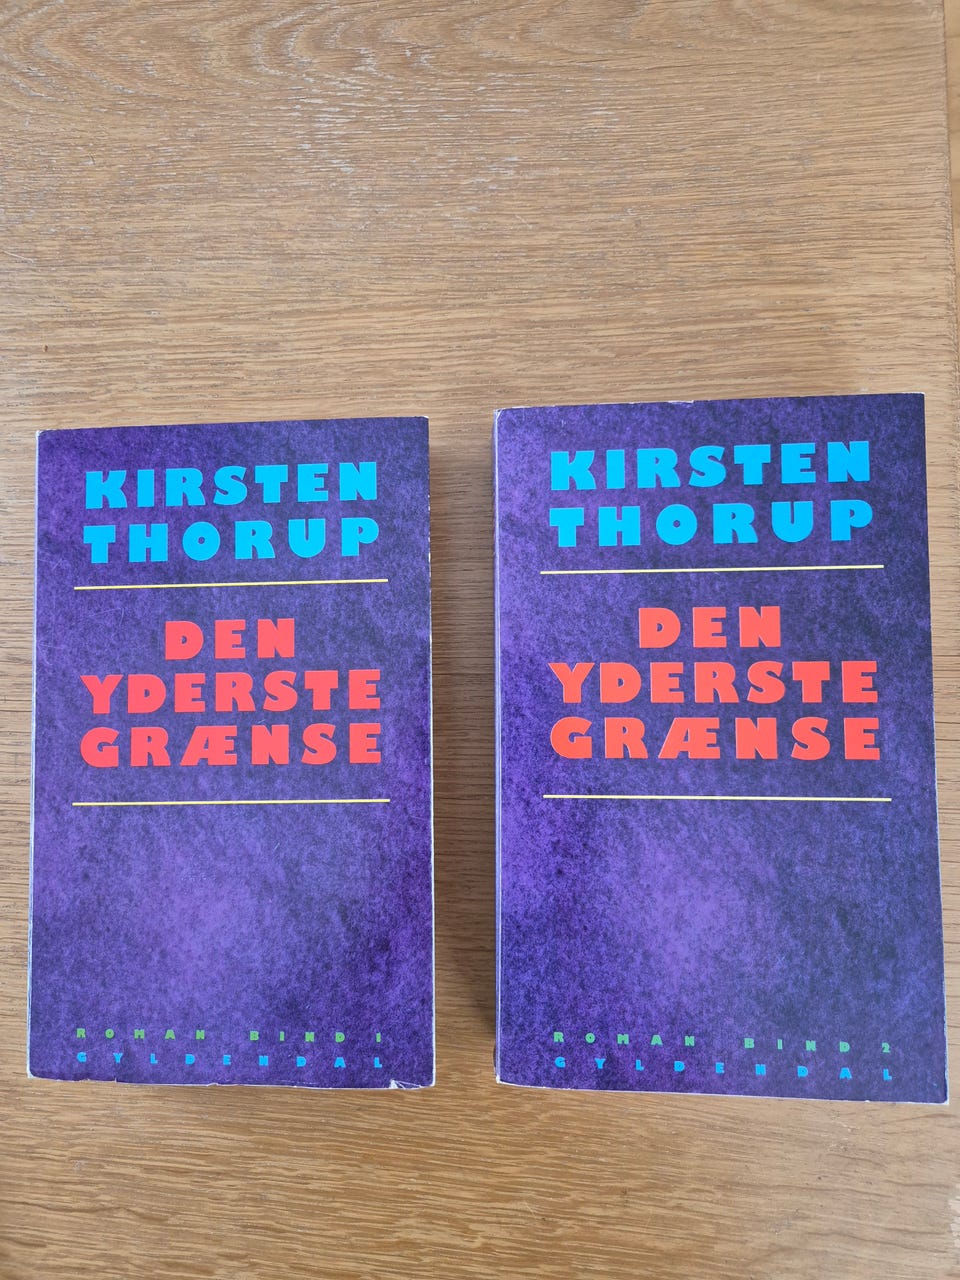 KIRSTEN
THORUP
DEN
YDERSTE
GRÆNSE
ROMAN BIND 1
GYLDENDAL
KIRSTEN
THORUP
DEN
YDERSTE
GRÆNSE
ROMAN BIND 2
GYLDENDAL